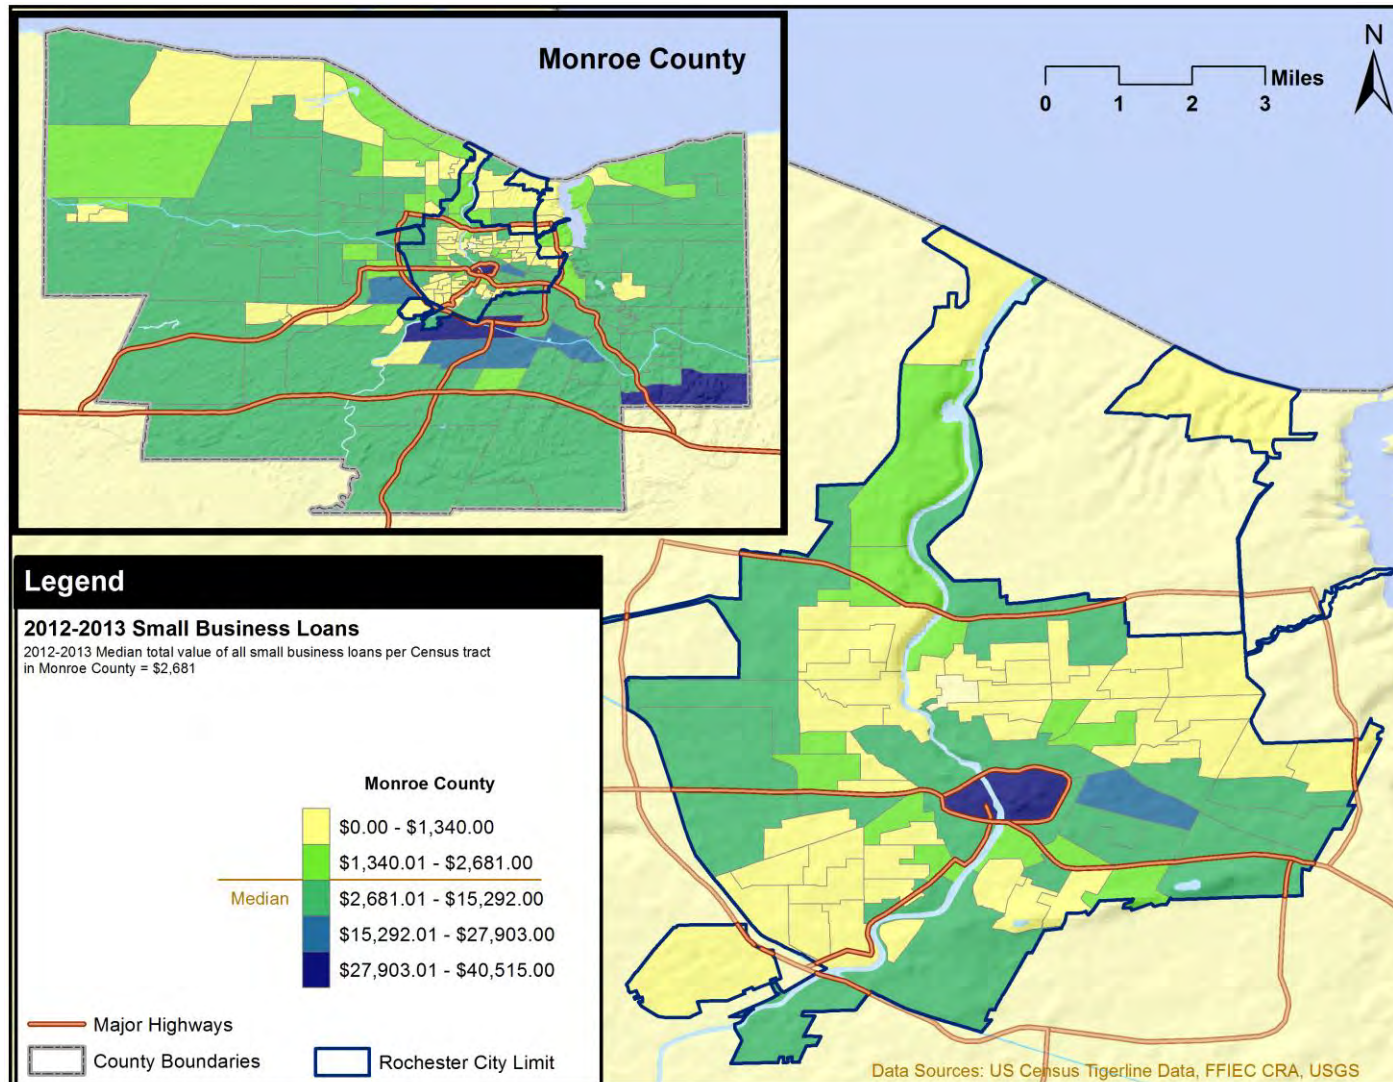 Monroe County
N
Miles
0 1 2 3
Legend
2012-2013 Small Business Loans
2012-2013 Median total value of all small business loans per Census tract
in Monroe County = $2,681
Monroe County
$0.00 - $1,340.00
$1,340.01 - $2,681.00
Median
$2,681.01 - $15,292.00
$15,292.01 - $27,903.00
$27,903.01 - $40,515.00
Major Highways
County Boundaries
Rochester City Limit
Data Sources: US Census Tigerline Data, FFIEC CRA, USGS